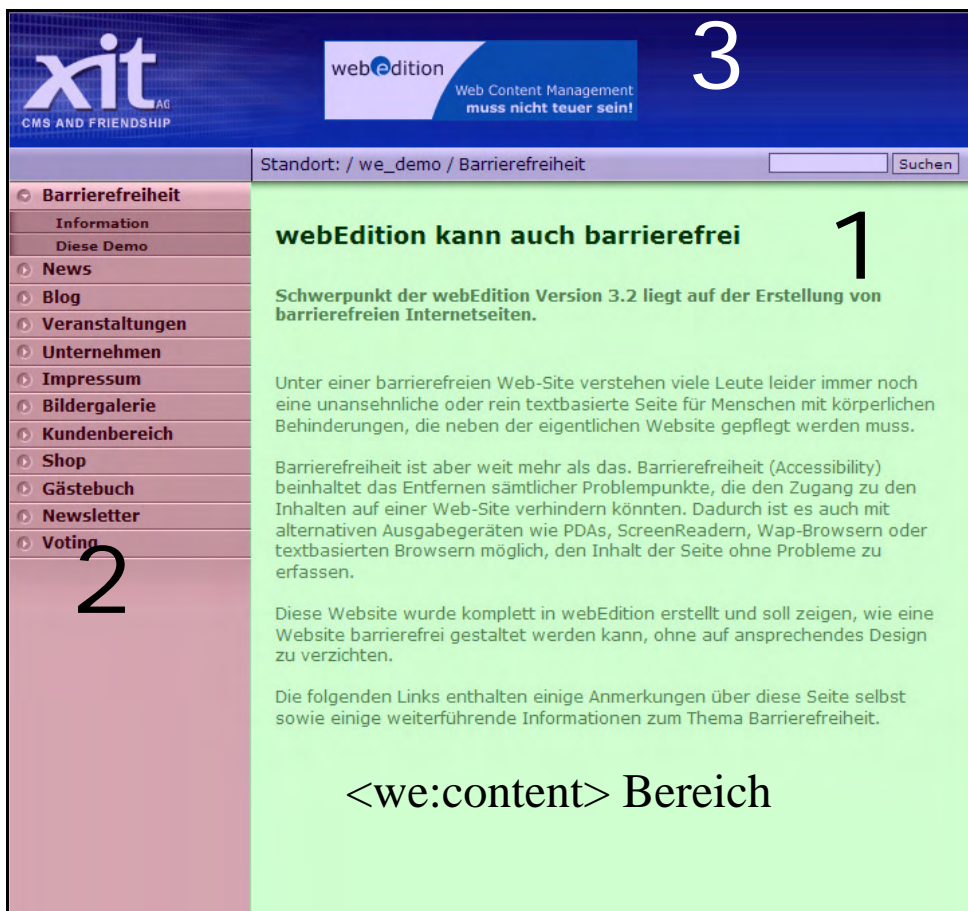 xit AG
CMS AND FRIENDSHIP
webedition
Web Content Management
muss nicht teuer sein!
3
Standort: / we_demo / Barrierefreiheit
Suchen
Barrierefreiheit
Information
Diese Demo
News
Blog
Veranstaltungen
Unternehmen
Impressum
Bildergalerie
Kundenbereich
Shop
Gästebuch
Newsletter
Voting
2
1
webEdition kann auch barrierefrei
Schwerpunkt der webEdition Version 3.2 liegt auf der Erstellung von
barrierefreien Internetseiten.
Unter einer barrierefreien Web-Site verstehen viele Leute leider immer noch
eine unansehnliche oder rein textbasierte Seite für Menschen mit körperlichen
Behinderungen, die neben der eigentlichen Website gepflegt werden muss.
Barrierefreiheit ist aber weit mehr als das. Barrierefreiheit (Accessibility)
beinhaltet das Entfernen sämtlicher Problempunkte, die den Zugang zu den
Inhalten auf einer Web-Site verhindern könnten. Dadurch ist es auch mit
alternativen Ausgabegeräten wie PDAs, ScreenReadern, Wap-Browsern oder
textbasierten Browsern möglich, den Inhalt der Seite ohne Probleme zu
erfassen.
Diese Website wurde komplett in webEdition erstellt und soll zeigen, wie eine
Website barrierefrei gestaltet werden kann, ohne auf ansprechendes Design
zu verzichten.
Die folgenden Links enthalten einige Anmerkungen über diese Seite selbst
sowie einige weiterführende Informationen zum Thema Barrierefreiheit.
<we:content> Bereich